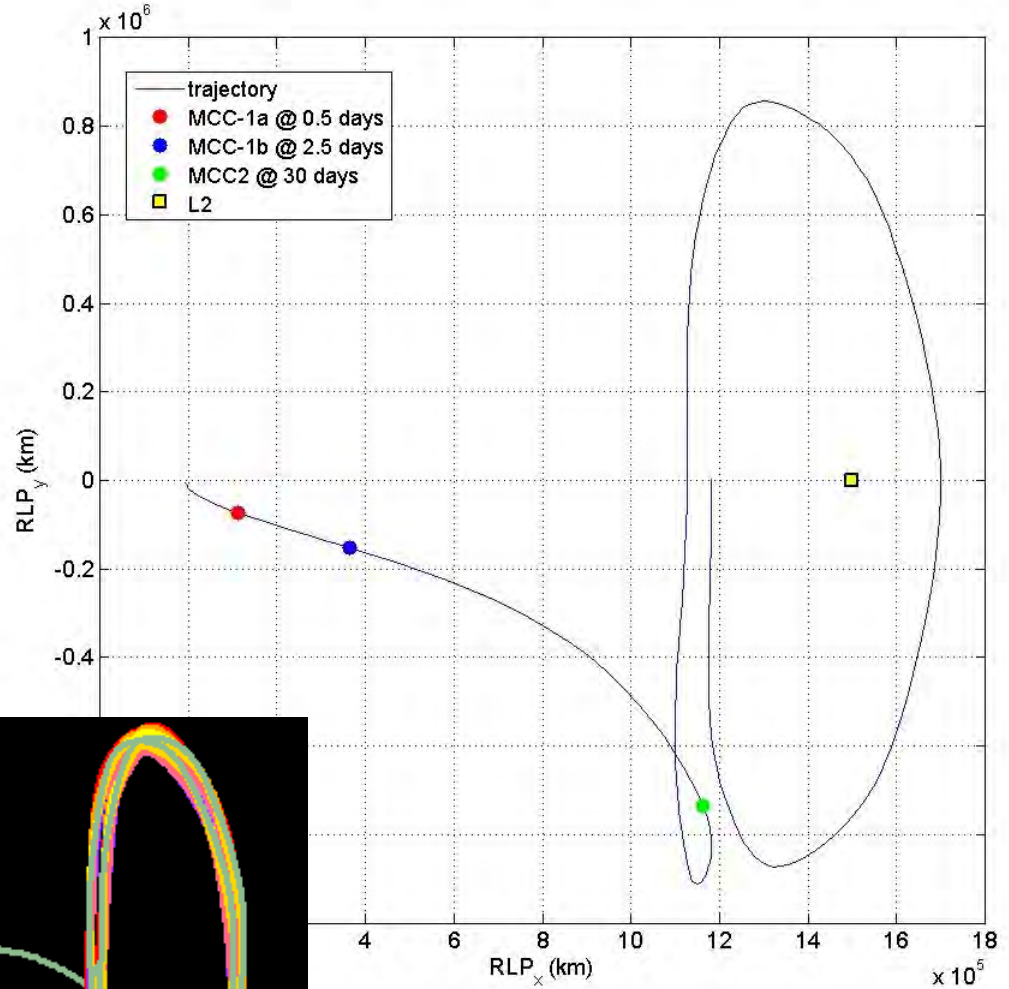 x 10^6
1
0.8
0.6
0.4
0.2
0
-0.2
-0.4
RLP_y (km)
trajectory
MCC-1a @ 0.5 days
MCC-1b @ 2.5 days
MCC2 @ 30 days
L2
4 6 8 10 12 14 16 18
RLP_x (km)
x 10^5